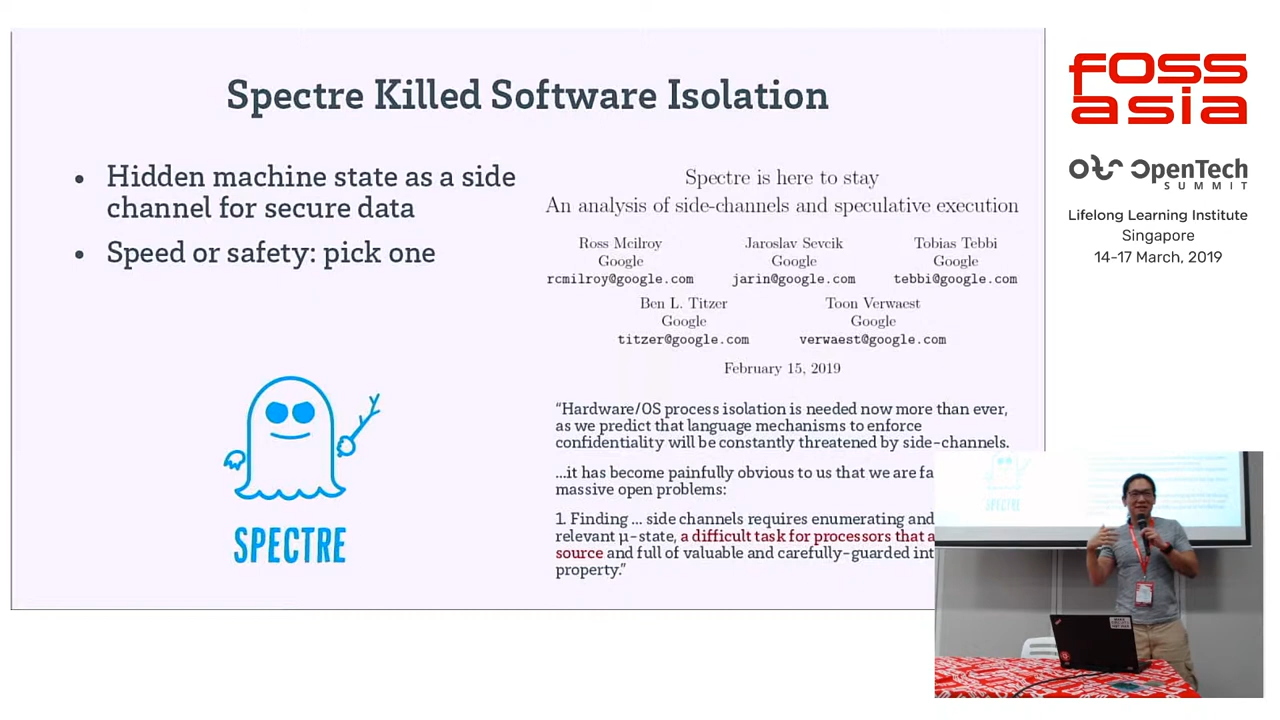 Spectre Killed Software Isolation
• Hidden machine state as a side
channel for secure data
• Speed or safety: pick one
SPECTRE
Spectre is here to stay
An analysis of side-channels and speculative execution
Ross Mcilroy Jaroslav Sevcik Tobias Tebbi
Google Google Google
rcmilroy@google.com jarin@google.com tebbi@google.com
Ben L. Titzer Toon Verwaest
Google Google
titzer@google.com verwaest@google.com
February 15, 2019
“Hardware/OS process isolation is needed now more than ever,
as we predict that language mechanisms to enforce
confidentiality will be constantly threatened by side-channels.
...it has become painfully obvious to us that we are fa
massive open problems:
1. Finding ... side channels requires enumerating and
relevant μ-state, a difficult task for processors that a
source and full of valuable and carefully-guarded int
property.”
FOSS
asia
OpenTech
SUMMIT
Lifelong Learning Institute
Singapore
14-17 March, 2019
SPECTRE